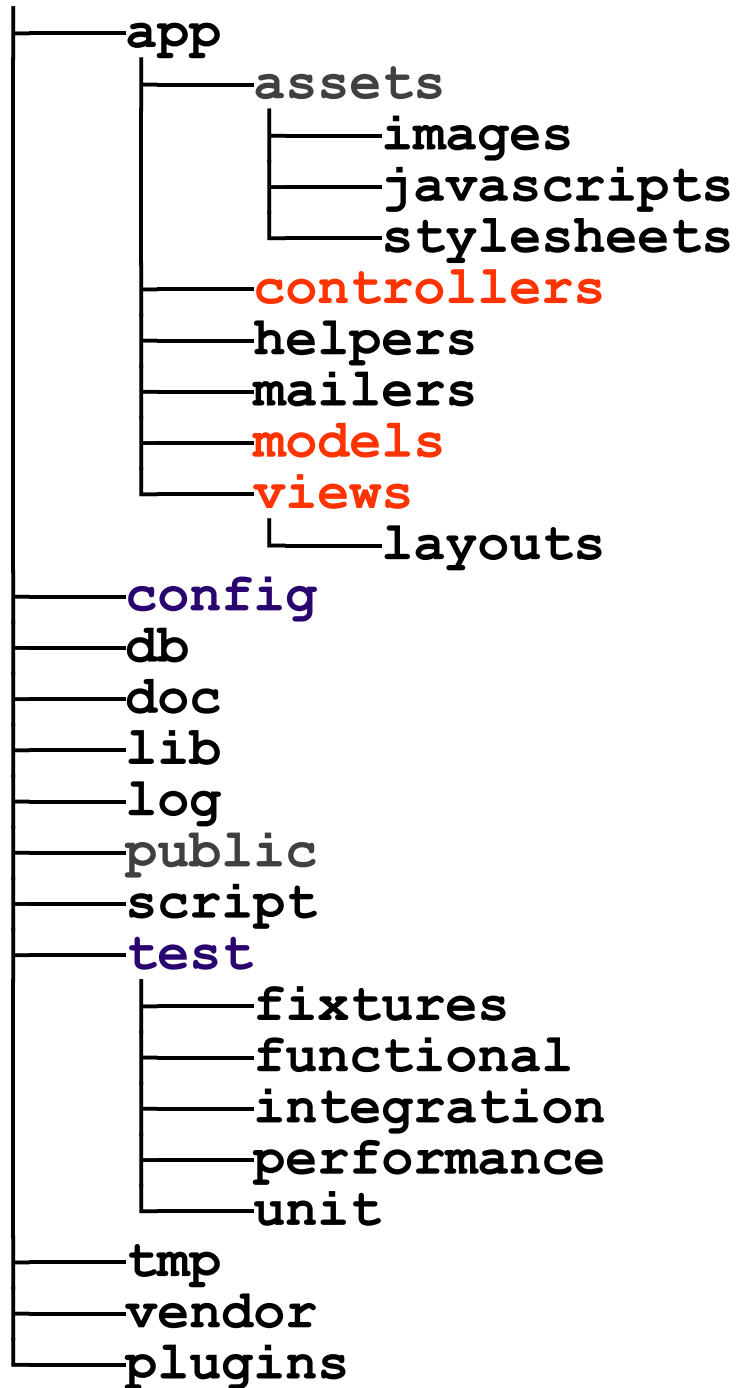 app
assets
images
javascripts
stylesheets
controllers
helpers
mailers
models
views
layouts
config
db
doc
lib
log
public
script
test
fixtures
functional
integration
performance
unit
tmp
vendor
plugins